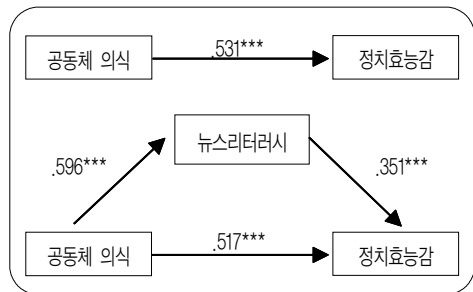 공동체 의식
.531***
정치효능감
뉴스리터러시
.596***
.351***
공동체 의식
.517***
정치효능감